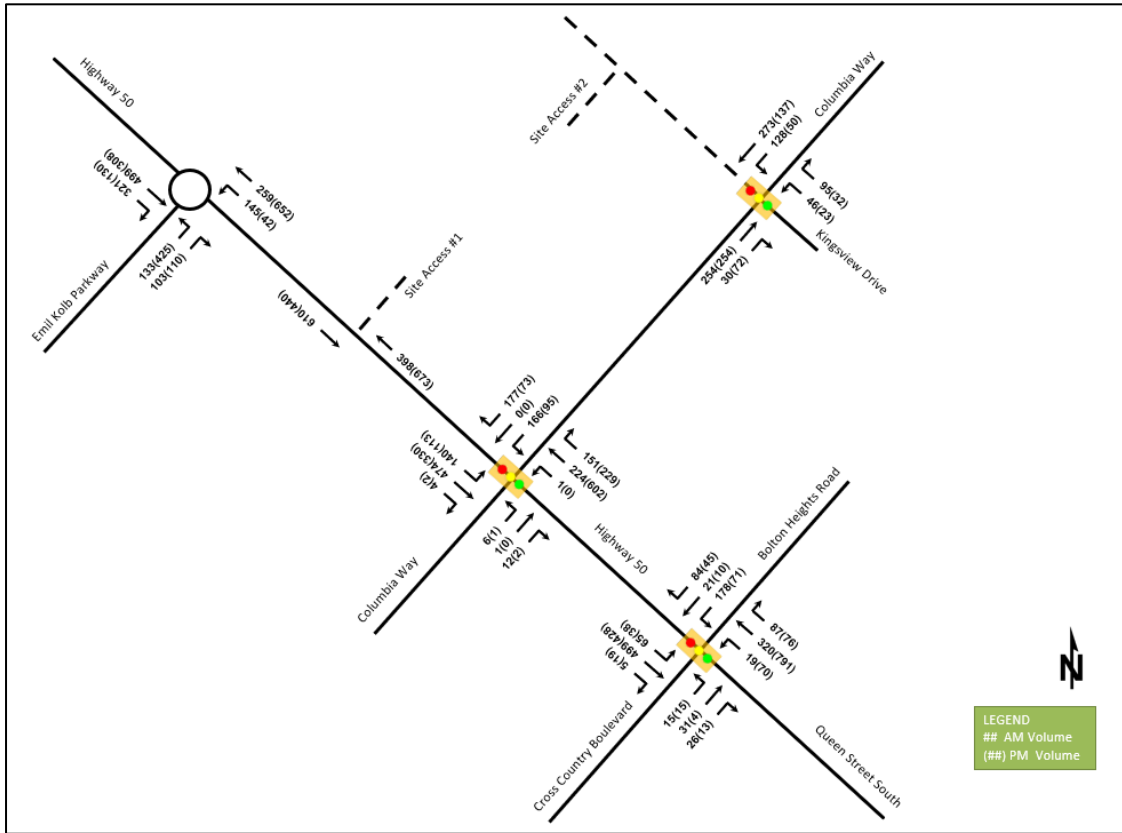 Highway 50
499(308)
321(130)
259(652)
145(42)
133(425)
103(110)
Emil Kolb Parkway
Site Access #1
610(440)
398(673)
Site Access #2
Columbia Way
273(137)
128(50)
95(32)
46(23)
254(254)
30(72)
Kingsview Drive
177(73)
0(0)
166(95)
140(113)
474(330)
4(2)
151(229)
224(602)
1(0)
6(1)
1(0)
12(2)
Columbia Way
Highway 50
Bolton Heights Road
84(45)
21(10)
178(71)
65(38)
499(428)
5(19)
87(76)
320(791)
19(70)
15(15)
31(4)
26(13)
Cross Country Boulevard
Queen Street South
N
LEGEND
## AM Volume
(##) PM Volume